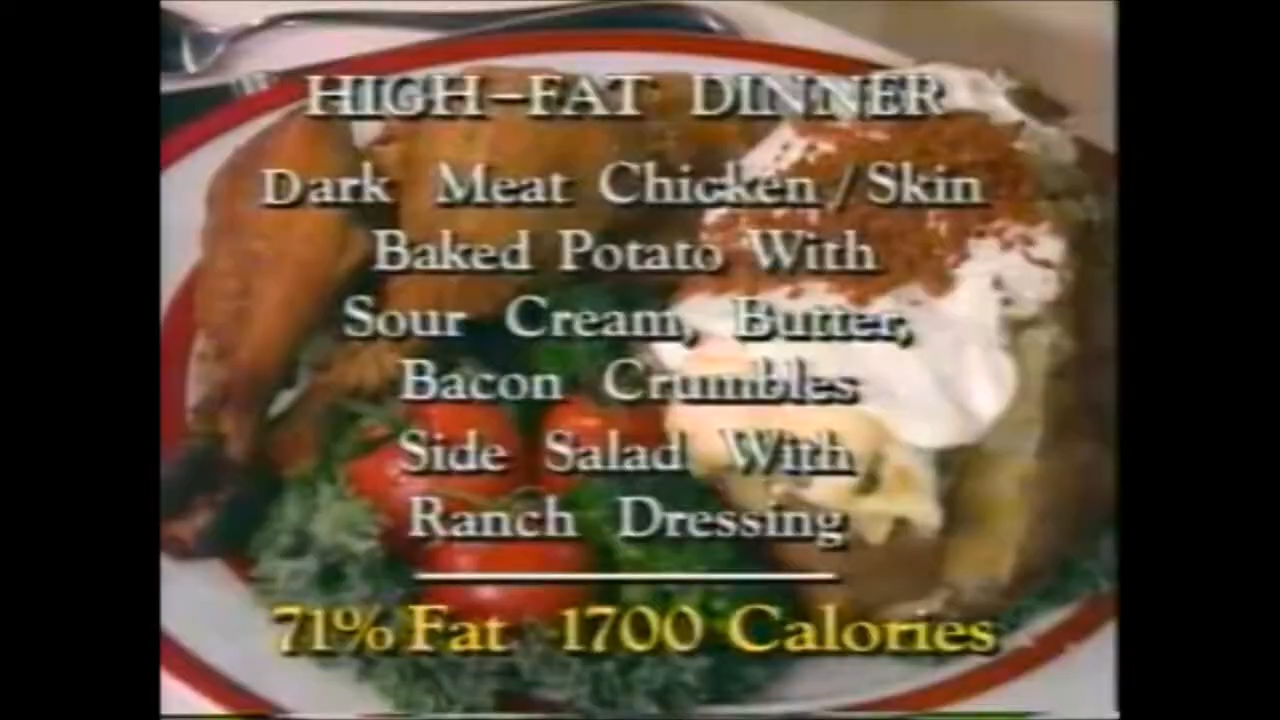 HIGH-FAT DINNER
Dark Meat Chicken/Skin
Baked Potato With
Sour Cream, Butter,
Bacon Crumbles
Side Salad With
Ranch Dressing
71% Fat 1700 Calories